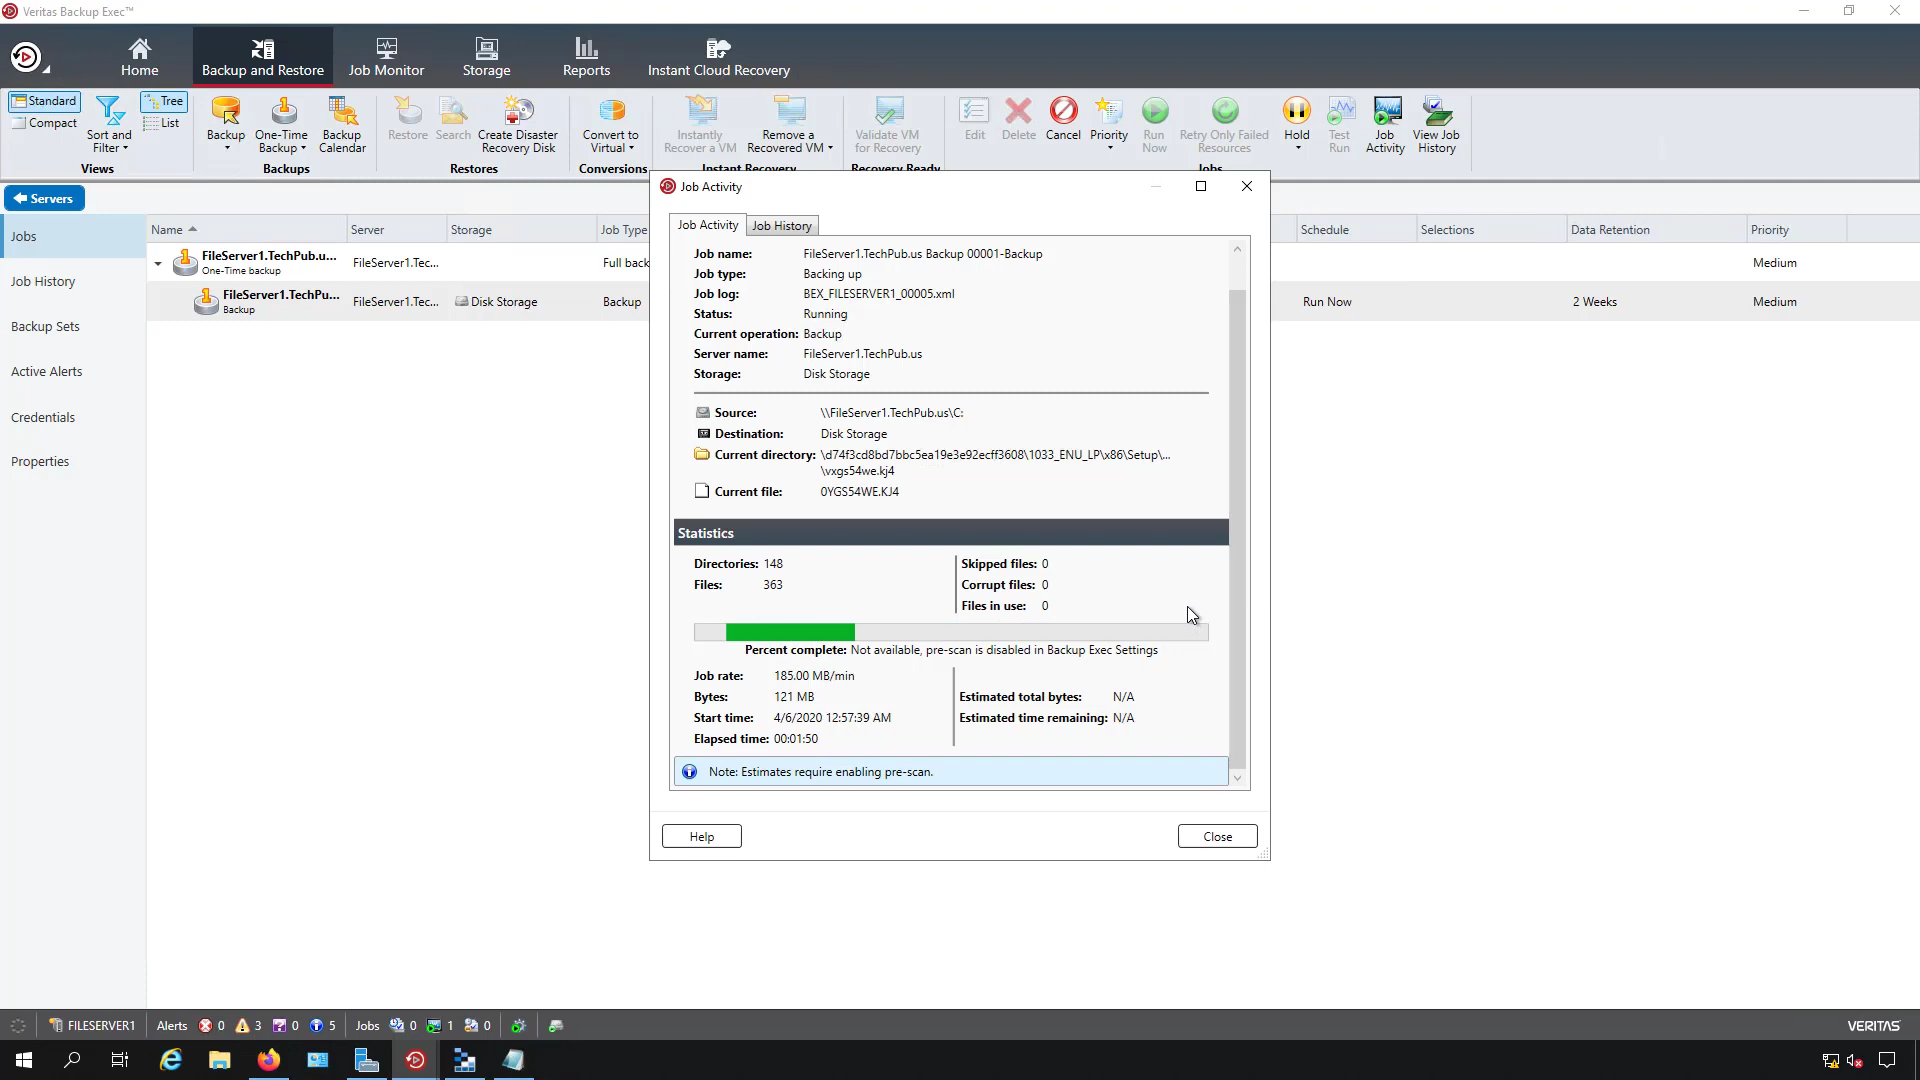 Veritas Backup Exec™
Home
Backup and Restore
Job Monitor
Storage
Reports
Instant Cloud Recovery
Standard
Compact
Sort and
Filter
Tree
List
Views
Backup
One-Time
Backup
Backup
Calendar
Backups
Restore
Search
Create Disaster
Recovery Disk
Restores
Convert to
Virtual
Conversions
Instantly
Recover a VM
Remove a
Recovered VM
Instant Recovery
Validate VM
for Recovery
Recovery Ready
Edit
Delete
Cancel
Priority
Run
Now
Retry Only Failed
Resources
Hold
Test
Run
Job
Activity
View Job
History
Jobs
Servers
Jobs
Job History
Backup Sets
Active Alerts
Credentials
Properties
Name
Server
Storage
Job Type
Schedule
Selections
Data Retention
Priority
FileServer1.TechPub.u...
One-Time backup
FileServer1.Tec...
Full back
Medium
FileServer1.TechPu...
Backup
FileServer1.Tec...
Disk Storage
Backup
Run Now
2 Weeks
Medium
Job Activity
Job Activity
Job History
Job name: FileServer1.TechPub.us Backup 00001-Backup
Job type: Backing up
Job log: BEX_FILESERVER1_00005.xml
Status: Running
Current operation: Backup
Server name: FileServer1.TechPub.us
Storage: Disk Storage
Source: \\FileServer1.TechPub.us\C:
Destination: Disk Storage
Current directory: \d74f3cd8bd7bbc5ea19e3e92ecff3608\1033_ENU_LP\x86\Setup\...
\vxgs54we.kj4
Current file: 0YGS54WE.KJ4
Statistics
Directories: 148
Files: 363
Skipped files: 0
Corrupt files: 0
Files in use: 0
Percent complete: Not available, pre-scan is disabled in Backup Exec Settings
Job rate: 185.00 MB/min
Bytes: 121 MB
Start time: 4/6/2020 12:57:39 AM
Elapsed time: 00:01:50
Estimated total bytes: N/A
Estimated time remaining: N/A
Note: Estimates require enabling pre-scan.
Help
Close
FILESERVER1
Alerts 0 3 0 5
Jobs 0 1 0
VERITAS